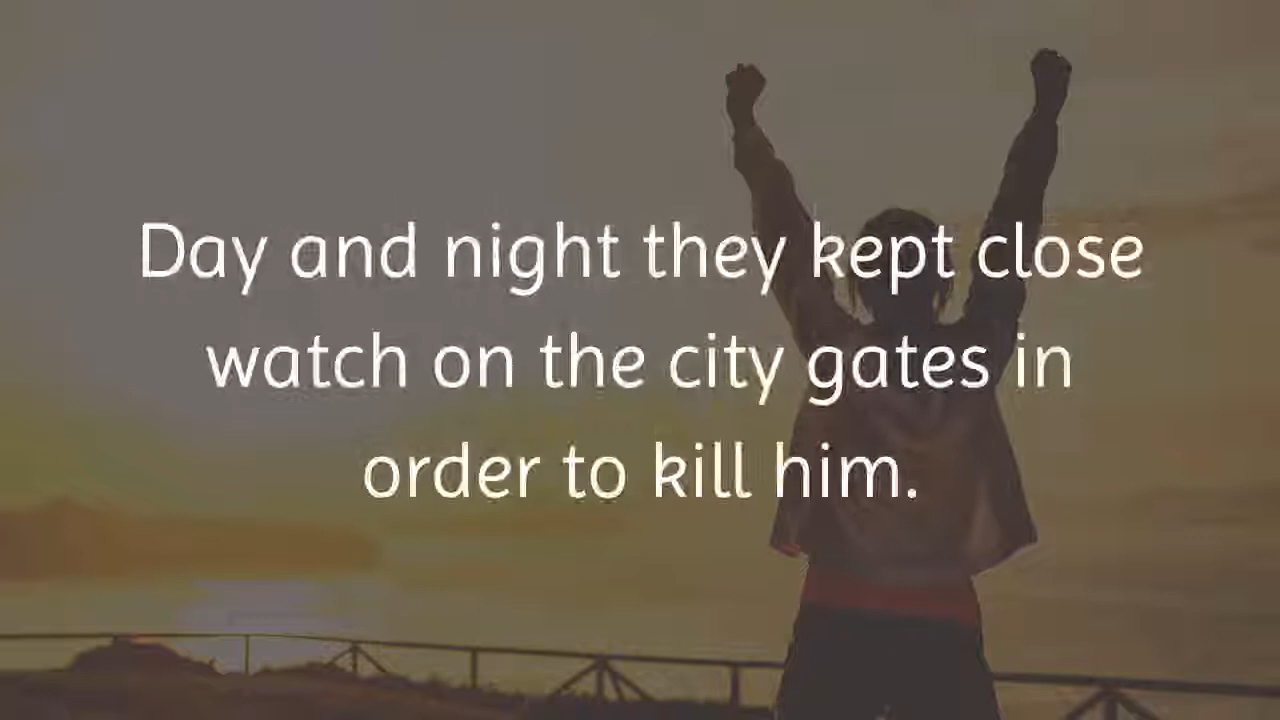 Day and night they kept close
watch on the city gates in
order to kill him.